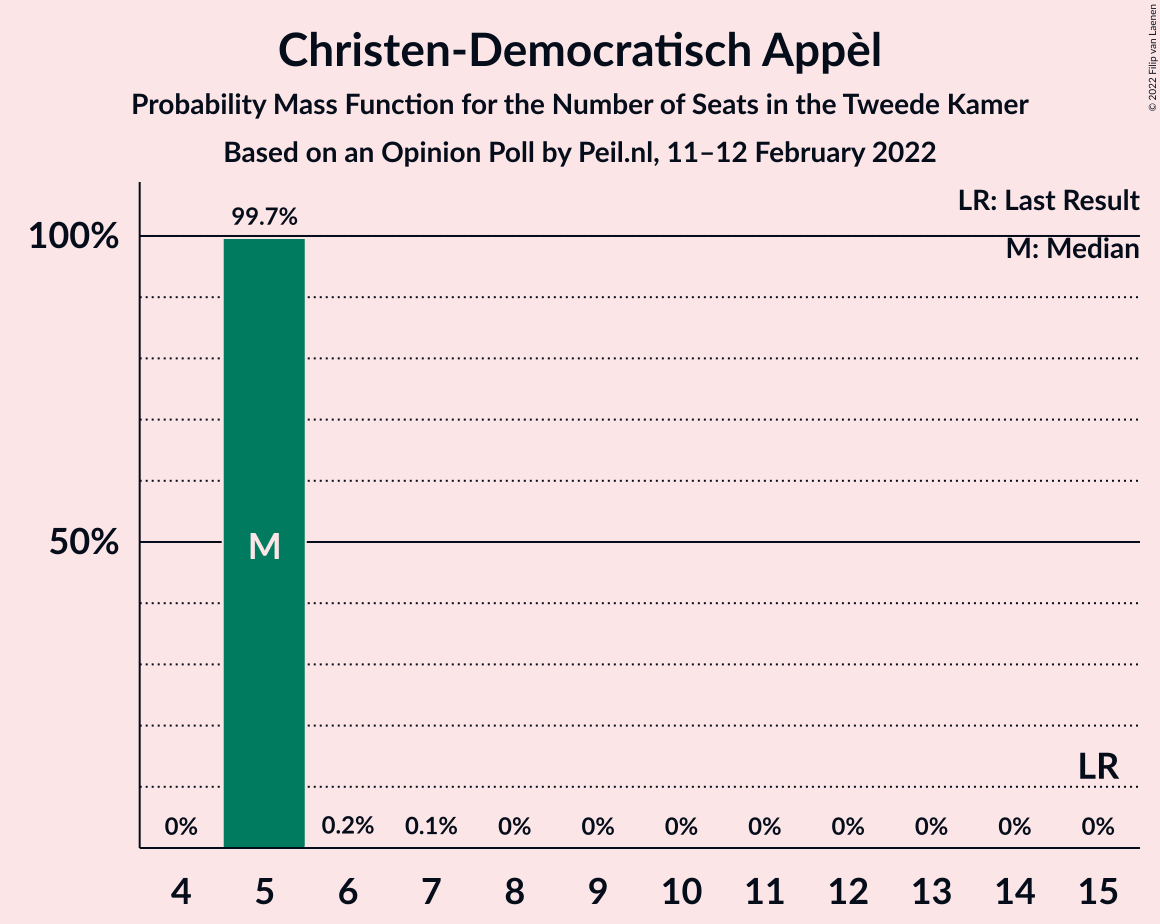 Christen-Democratisch Appèl
Probability Mass Function for the Number of Seats in the Tweede Kamer
Based on an Opinion Poll by Peil.nl, 11–12 February 2022
© 2022 Filip van Laenen
LR: Last Result
M: Median
99.7%
100%
50%
M
LR
0% 0.2% 0.1% 0% 0% 0% 0% 0% 0% 0% 0%
4 5 6 7 8 9 10 11 12 13 14 15